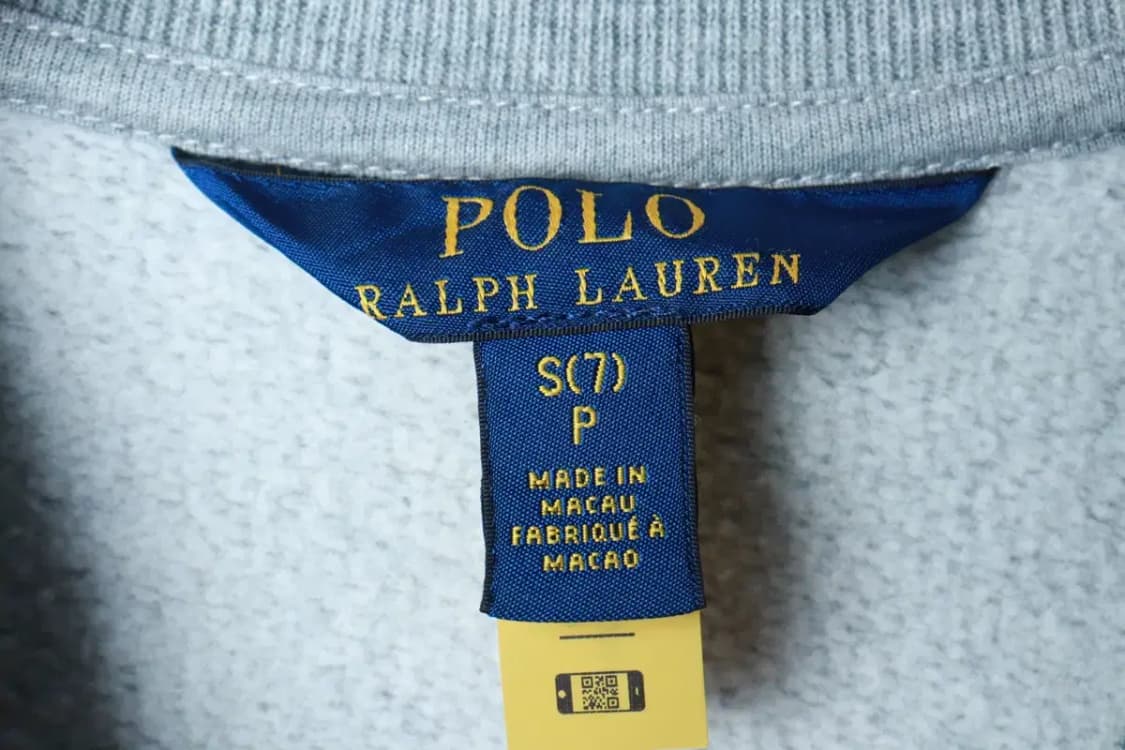 POLO
RALPH LAUREN
S(7)
P
MADE IN
MACAU
FABRIQUÉ À
MACAO